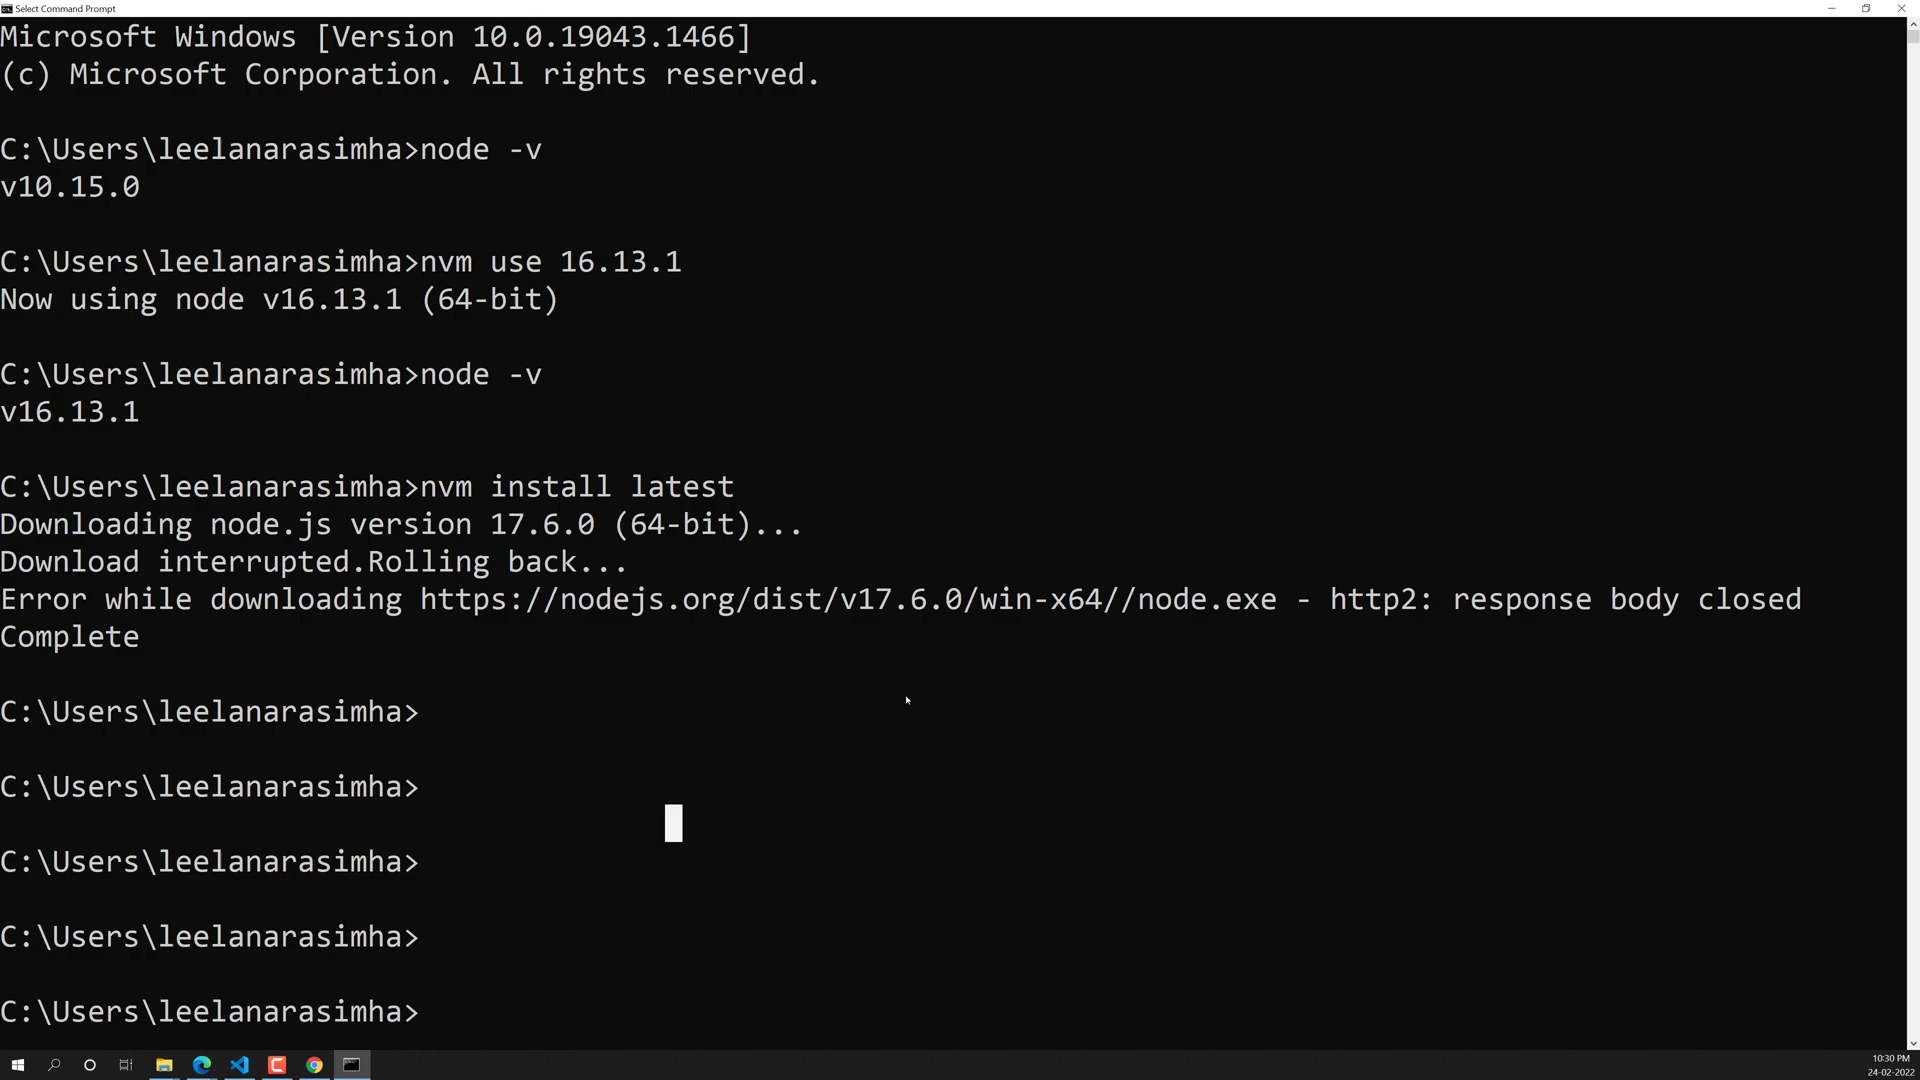 Select Command Prompt
Microsoft Windows [Version 10.0.19043.1466]
(c) Microsoft Corporation. All rights reserved.
C:\Users\leelanarasimha>node -v
v10.15.0
C:\Users\leelanarasimha>nvm use 16.13.1
Now using node v16.13.1 (64-bit)
C:\Users\leelanarasimha>node -v
v16.13.1
C:\Users\leelanarasimha>nvm install latest
Downloading node.js version 17.6.0 (64-bit)...
Download interrupted.Rolling back...
Error while downloading https://nodejs.org/dist/v17.6.0/win-x64//node.exe - http2: response body closed
Complete
C:\Users\leelanarasimha>
C:\Users\leelanarasimha>
C:\Users\leelanarasimha>
C:\Users\leelanarasimha>
C:\Users\leelanarasimha>
10:30 PM
24-02-2022